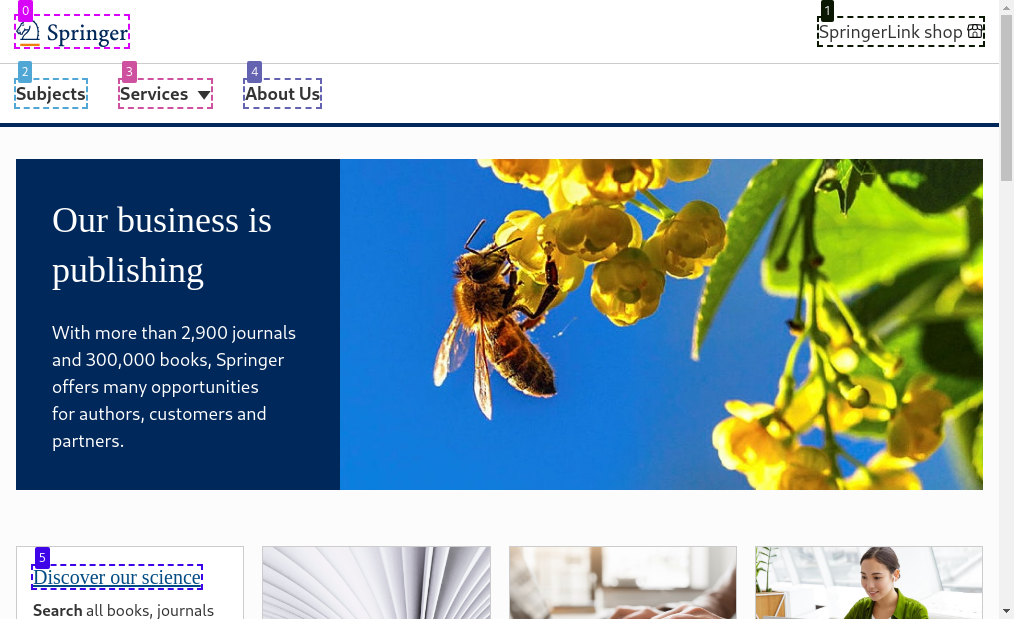 0
Springer
1
SpringerLink shop
2
Subjects
3
Services
4
About Us
Our business is
publishing
With more than 2,900 journals
and 300,000 books, Springer
offers many opportunities
for authors, customers and
partners.
5
Discover our science
Search all books, journals